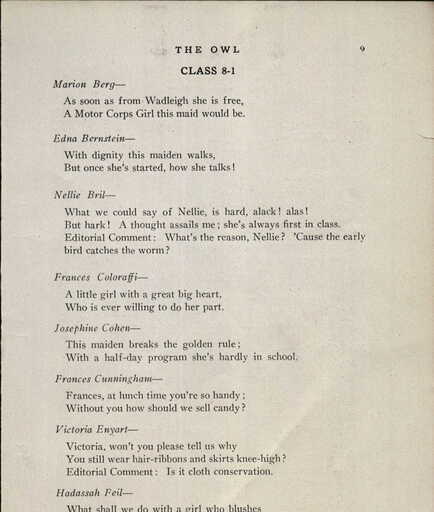 THE OWL 9
CLASS 8-1
Marion Berg—
As soon as from Wadleigh she is free,
A Motor Corps Girl this maid would be.
Edna Bernstein—
With dignity this maiden walks,
But once she's started, how she talks!
Nellie Bril—
What we could say of Nellie, is hard, alack! alas!
But hark! A thought assails me; she's always first in class.
Editorial Comment: What's the reason, Nellie? 'Cause the early
bird catches the worm?
Frances Coloraffi—
A little girl with a great big heart,
Who is ever willing to do her part.
Josephine Cohen—
This maiden breaks the golden rule;
With a half-day program she's hardly in school.
Frances Cunningham—
Frances, at lunch time you're so handy;
Without you how should we sell candy?
Victoria Enyart—
Victoria, won't you please tell us why
You still wear hair-ribbons and skirts knee-high?
Editorial Comment: Is it cloth conservation.
Hadassah Feil—
What shall we do with a girl who blushes